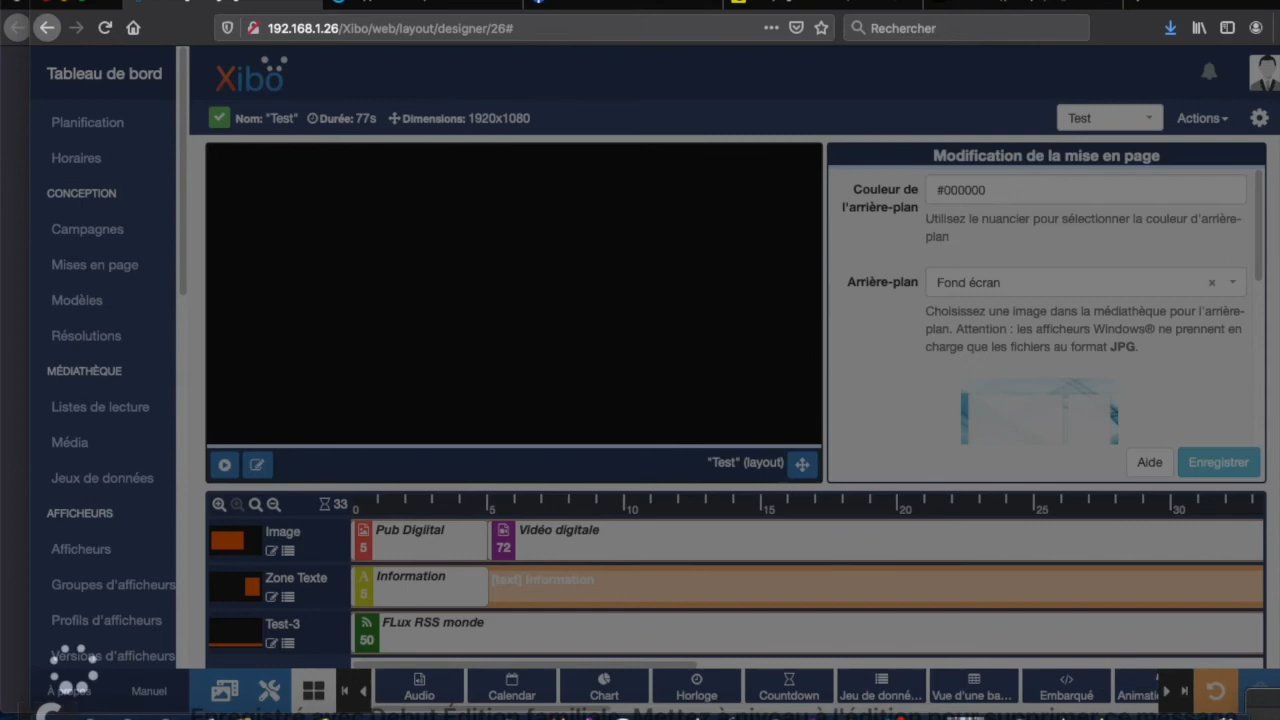 192.168.1.26/Xibo/web/layout/designer/26#
Rechercher
Tableau de bord
Xibo
Nom: "Test" Durée: 77s Dimensions: 1920x1080
Test
Actions
Planification
Horaires
CONCEPTION
Campagnes
Mises en page
Modèles
Résolutions
MÉDIATHÈQUE
Listes de lecture
Média
Jeux de données
AFFICHEURS
Afficheurs
Groupes d'afficheurs
Profils d'afficheurs
Versions d'afficheurs
À propos
Manuel
"Test" (layout)
Modification de la mise en page
Couleur de
l'arrière-plan
#000000
Utilisez le nuancier pour sélectionner la couleur d'arrière-
plan
Arrière-plan
Fond écran
Choisissez une image dans la médiathèque pour l'arrière-
plan. Attention : les afficheurs Windows® ne prennent en
charge que les fichiers au format JPG.
Aide
Enregistrer
33
0 5 10 15 20 25 30
Image
Pub Digiital
5
Vidéo digitale
72
Zone Texte
A
Information
5
[text] Information
Test-3
FLux RSS monde
50
Audio
Calendar
Chart
Horloge
Countdown
Jeu de donné...
Vue d'une ba...
Embarqué
Animati